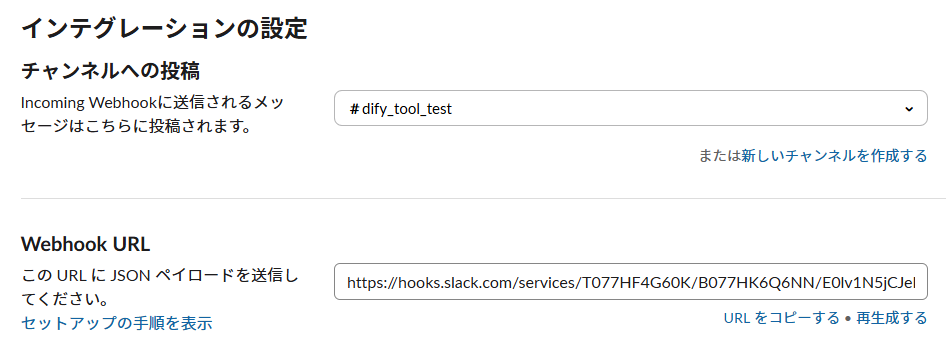 インテグレーションの設定
チャンネルへの投稿
Incoming Webhookに送信されるメッ
セージはこちらに投稿されます。
# dify_tool_test
または新しいチャンネルを作成する
Webhook URL
この URL に JSON ペイロードを送信し
てください。
セットアップの手順を表示
https://hooks.slack.com/services/T077HF4G60K/B077HK6Q6NN/
URL をコピーする • 再生成する